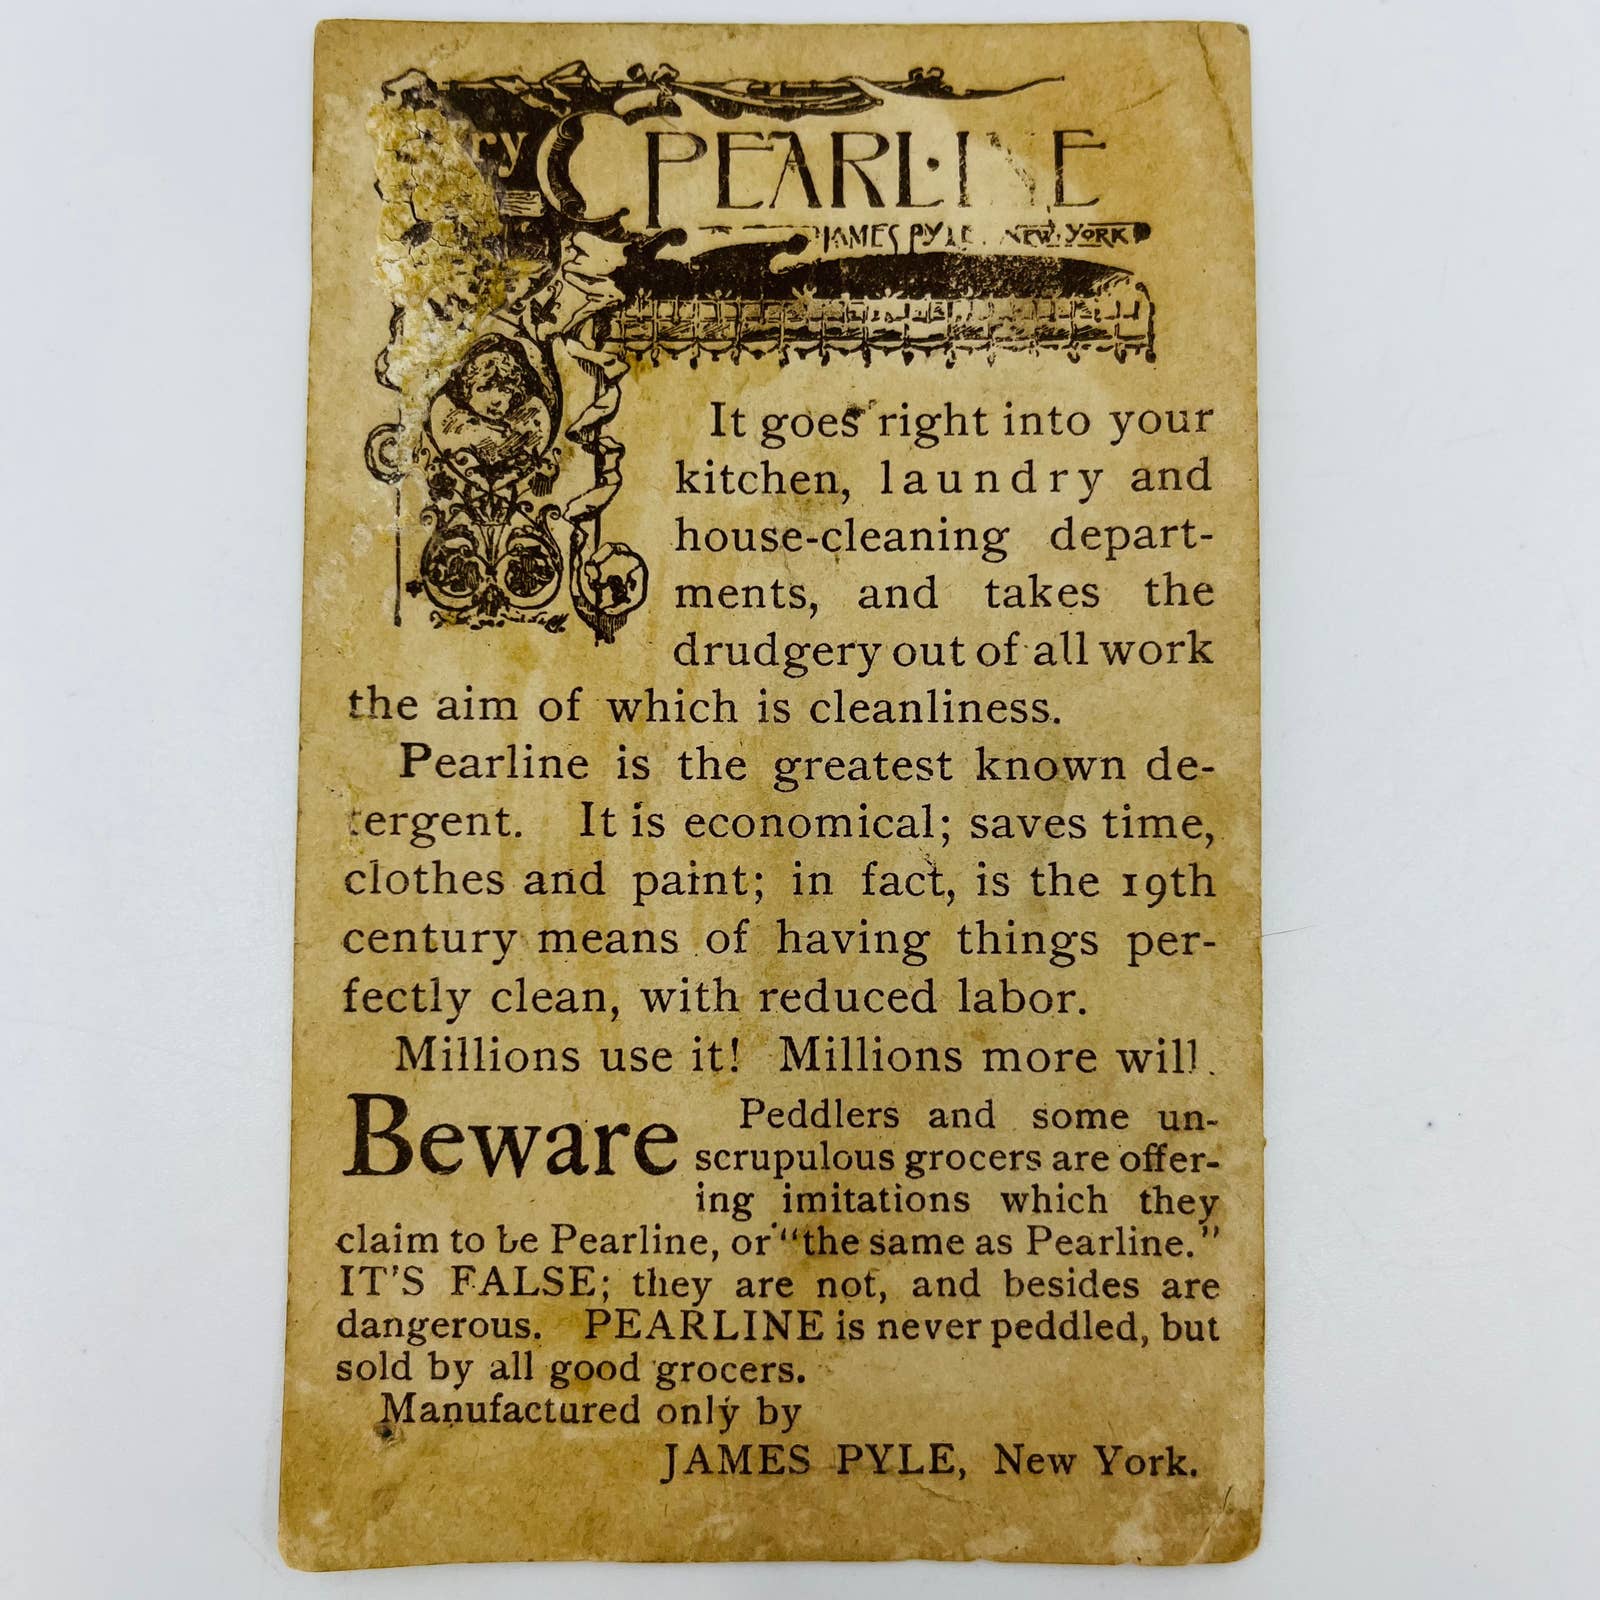 ry PEARLINE
JAMES PYLE NEW YORK
It goes right into your
kitchen, laundry and
house-cleaning depart-
ments, and takes the
drudgery out of all work
the aim of which is cleanliness.
Pearline is the greatest known de-
tergent. It is economical; saves time,
clothes and paint; in fact, is the 19th
century means of having things per-
fectly clean, with reduced labor.
Millions use it! Millions more will.
Beware Peddlers and some un-
scrupulous grocers are offer-
ing imitations which they
claim to be Pearline, or "the same as Pearline."
IT'S FALSE; they are not, and besides are
dangerous. PEARLINE is never peddled, but
sold by all good grocers.
Manufactured only by
JAMES PYLE, New York.